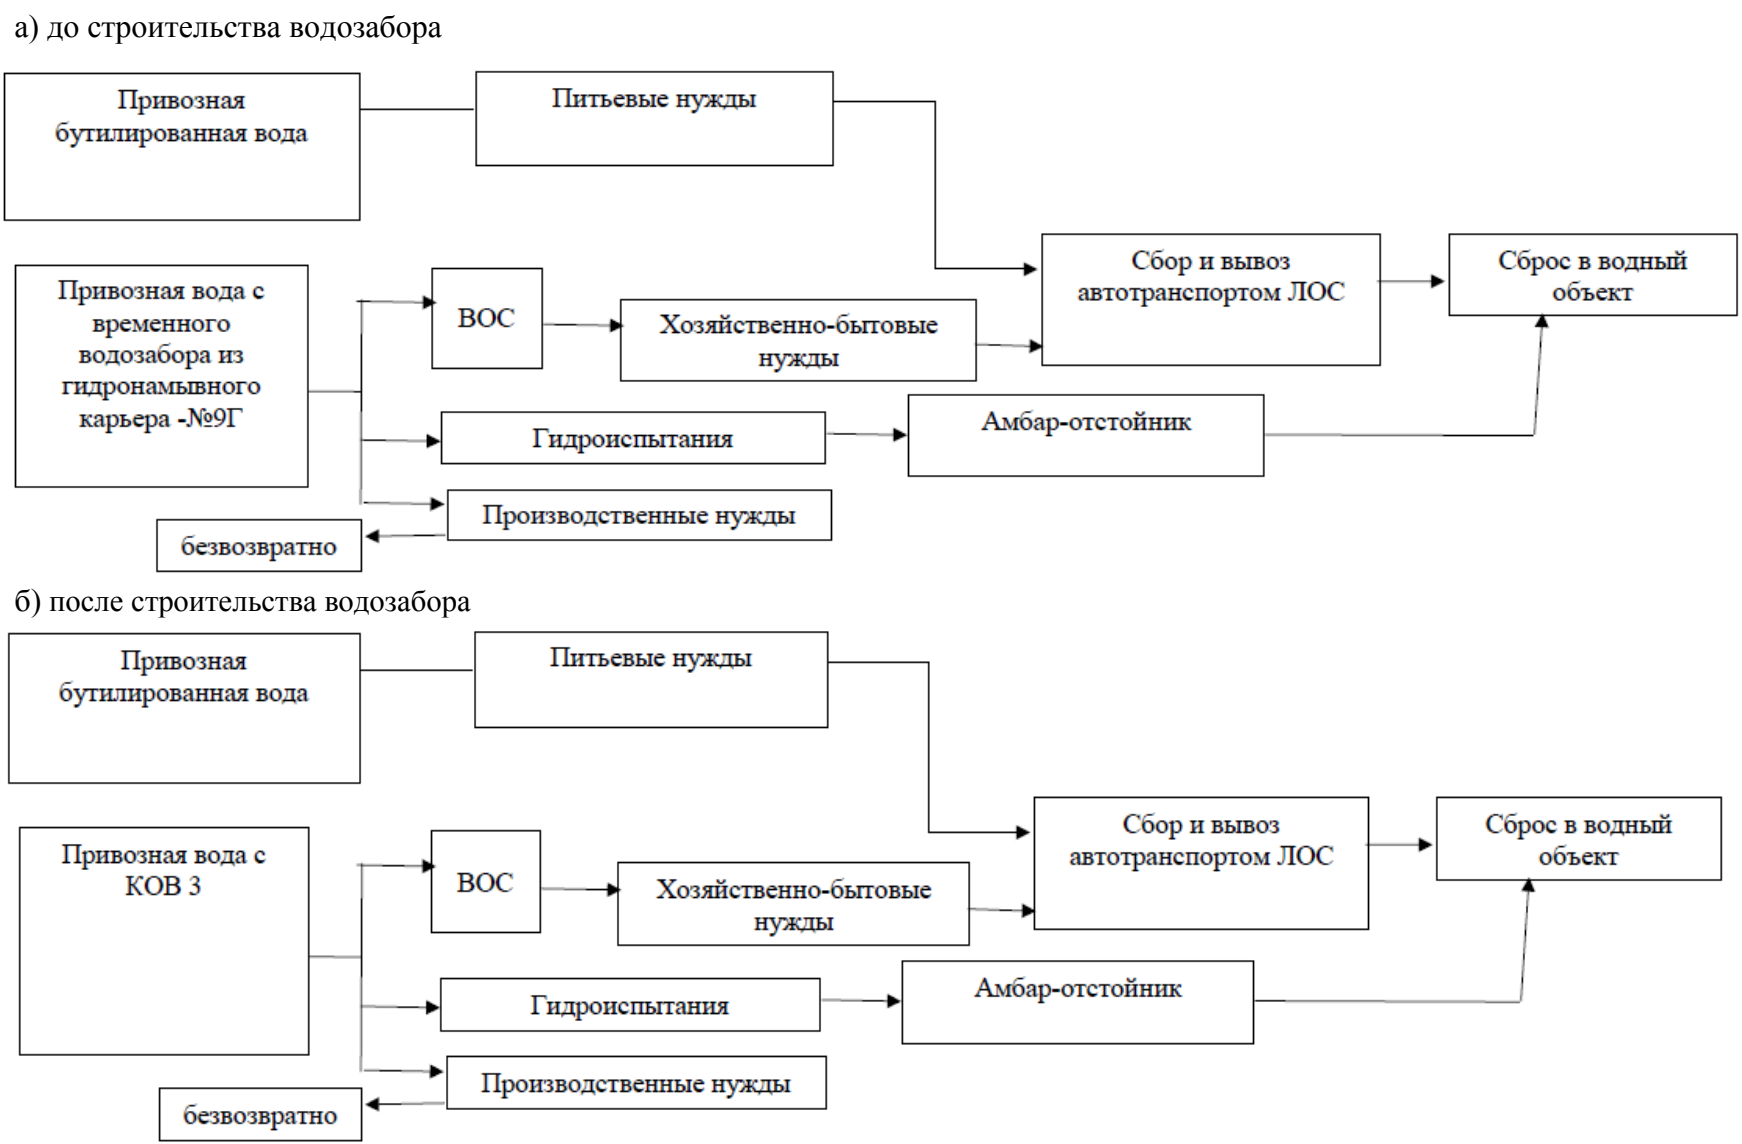 а) до строительства водозабора
Привозная
бутилированная вода
Питьевые нужды
Сбор и вывоз
автотранспортом ЛОС
Сброс в водный
объект
Привозная вода с
временного
водозабора из
гидронамывного
карьера -№9Г
ВОС
Хозяйственно-бытовые
нужды
Гидроиспытания
Амбар-отстойник
Производственные нужды
безвозвратно
б) после строительства водозабора
Привозная
бутилированная вода
Питьевые нужды
Сбор и вывоз
автотранспортом ЛОС
Сброс в водный
объект
Привозная вода с
КОВ 3
ВОС
Хозяйственно-бытовые
нужды
Гидроиспытания
Амбар-отстойник
Производственные нужды
безвозвратно